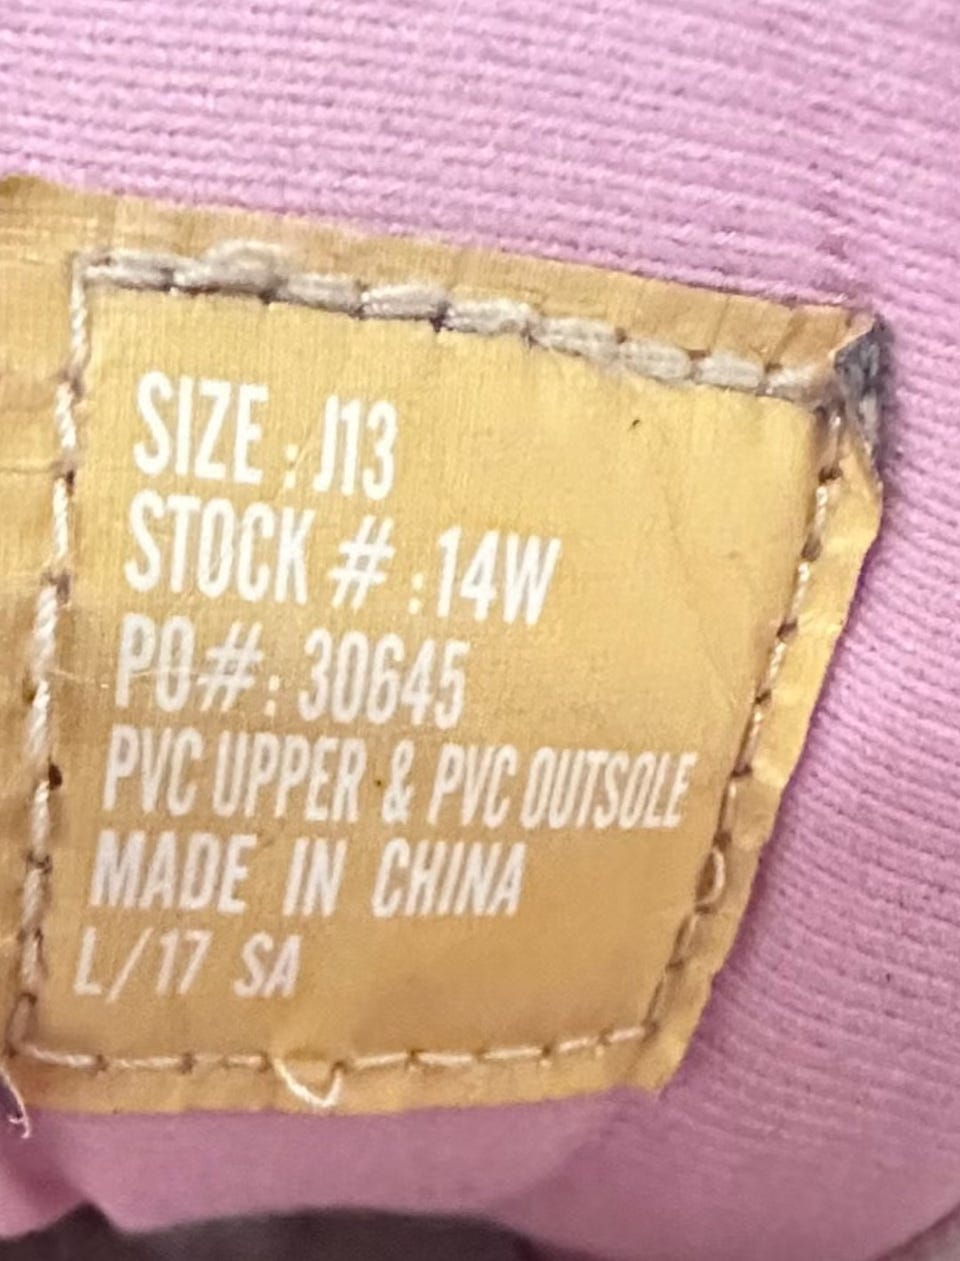 SIZE : J13
STOCK # : 14W
PO# : 30645
PVC UPPER & PVC OUTSOLE
MADE IN CHINA
L/17 SA